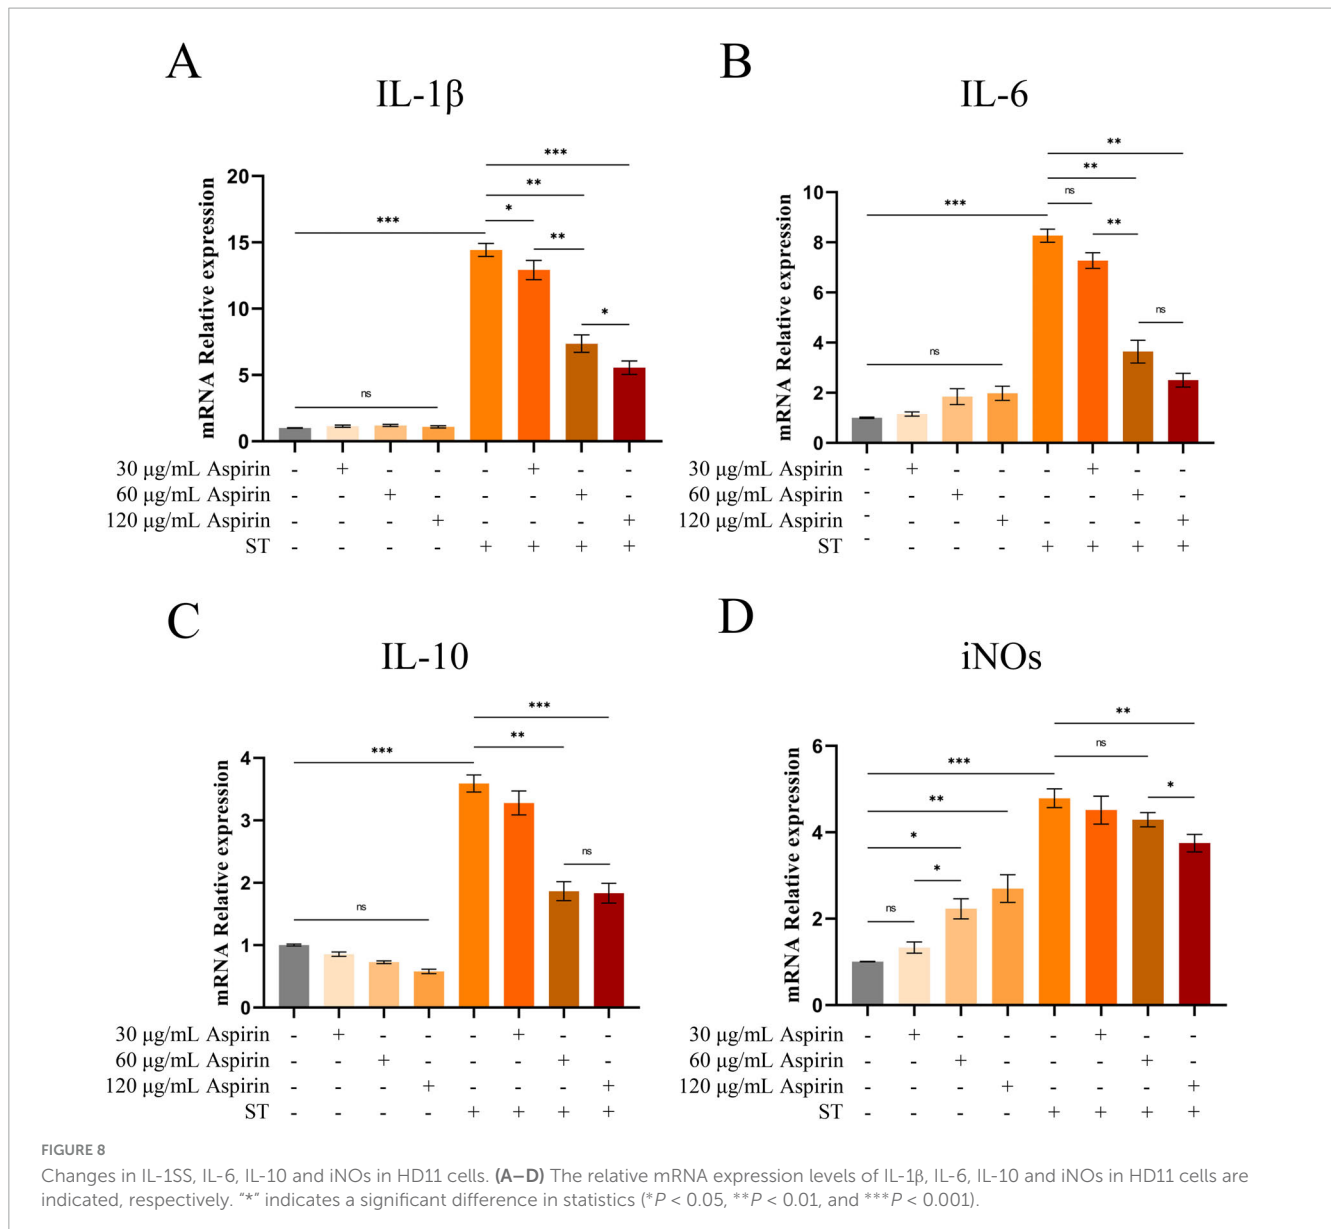 A
IL-1β
mRNA Relative expression
20
15
10
5
0
***
***
**
*
**
*
ns
30 μg/mL Aspirin - + - - - + - -
60 μg/mL Aspirin - - + - - - + -
120 μg/mL Aspirin - - - + - - - +
ST - - - - + + + +
B
IL-6
mRNA Relative expression
10
8
6
4
2
0
**
**
ns
***
**
ns
ns
30 μg/mL Aspirin - + - - - + - -
60 μg/mL Aspirin - - + - - - + -
120 μg/mL Aspirin - - - + - - - +
ST - - - - + + + +
C
IL-10
mRNA Relative expression
4
3
2
1
0
***
**
***
ns
ns
30 μg/mL Aspirin - + - - - + - -
60 μg/mL Aspirin - - + - - - + -
120 μg/mL Aspirin - - - + - - - +
ST - - - - + + + +
D
iNOs
mRNA Relative expression
6
4
2
0
**
ns
***
*
**
*
*
ns
30 μg/mL Aspirin - + - - - + - -
60 μg/mL Aspirin - - + - - - + -
120 μg/mL Aspirin - - - + - - - +
ST - - - - + + + +
FIGURE 8
Changes in IL-1SS, IL-6, IL-10 and iNOs in HD11 cells. (A–D) The relative mRNA expression levels of IL-1β, IL-6, IL-10 and iNOs in HD11 cells are
indicated, respectively. "*" indicates a significant difference in statistics (*P < 0.05, **P < 0.01, and ***P < 0.001).